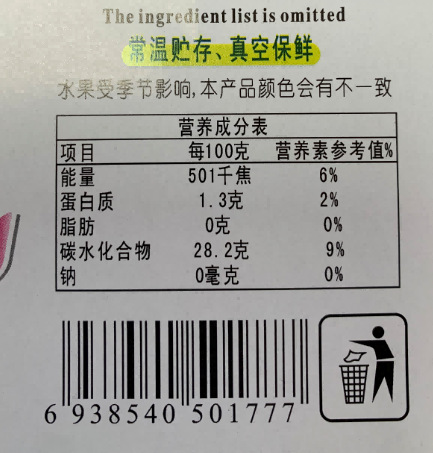 The ingredient list is omitted
常温贮存、真空保鲜
水果受季节影响,本产品颜色会有不一致
营养成分表
项目 每100克 营养素参考值%
能量 501千焦 6%
蛋白质 1.3克 2%
脂肪 0克 0%
碳水化合物 28.2克 9%
钠 0毫克 0%
6 938540 501777